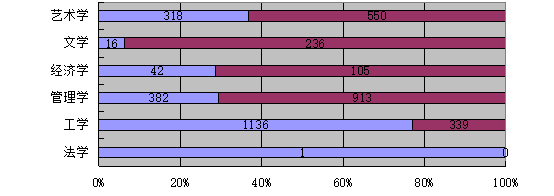 艺术学 318 550
文学 16 236
经济学 42 105
管理学 382 913
工学 1136 339
法学 1 0
0% 20% 40% 60% 80% 100%